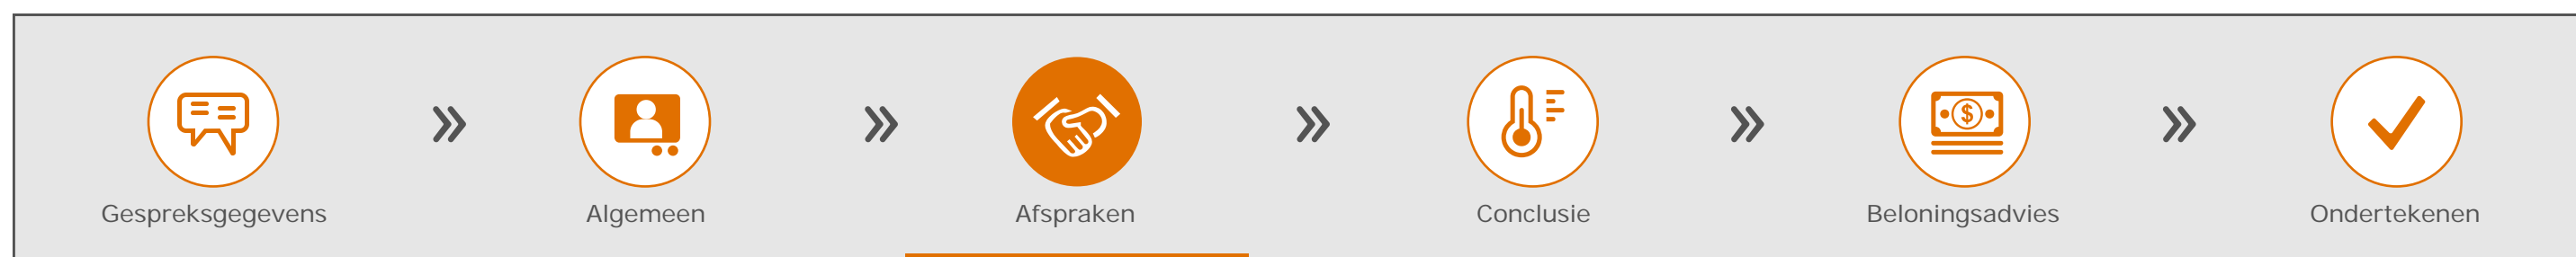 Gespreksgegevens
Algemeen
Afspraken
Conclusie
Beloningsadvies
Ondertekenen